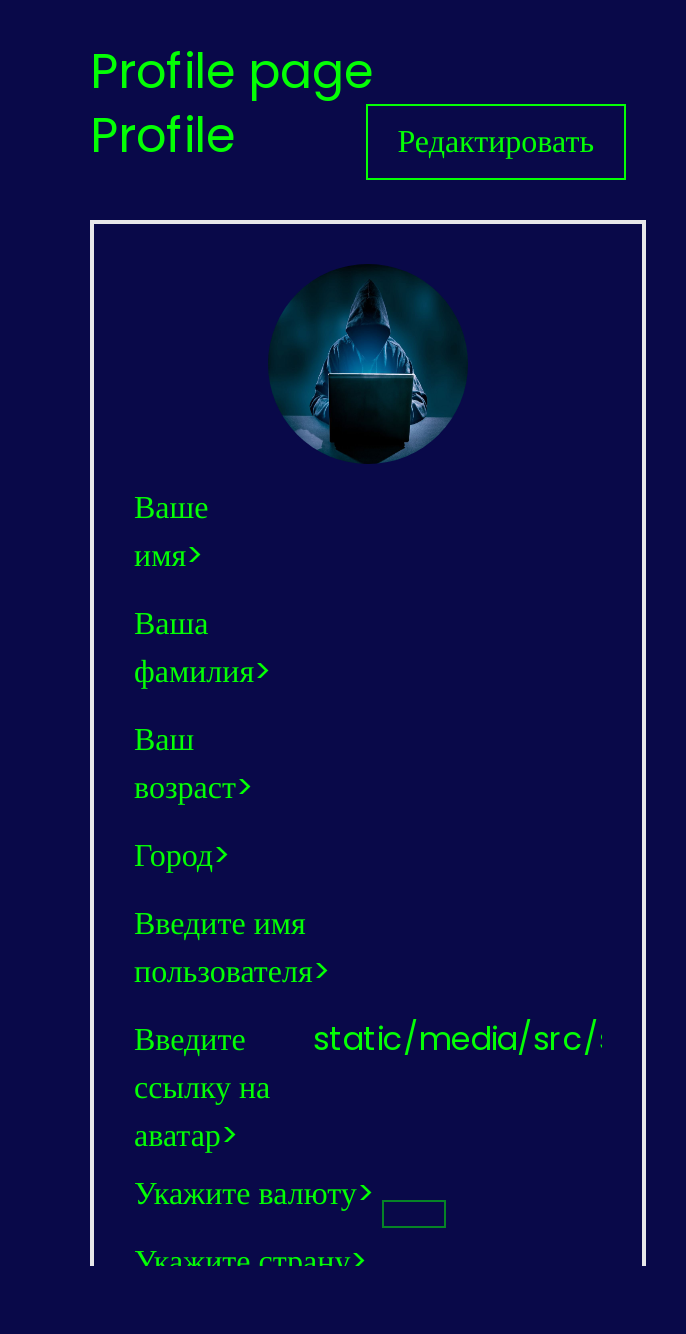 Profile page
Profile
Редактировать
Ваше
имя>
Ваша
фамилия>
Ваш
возраст>
Город>
Введите имя
пользователя>
Введите static/media/src/s
ссылку на
аватар>
Укажите валюту>
Укажите страну>